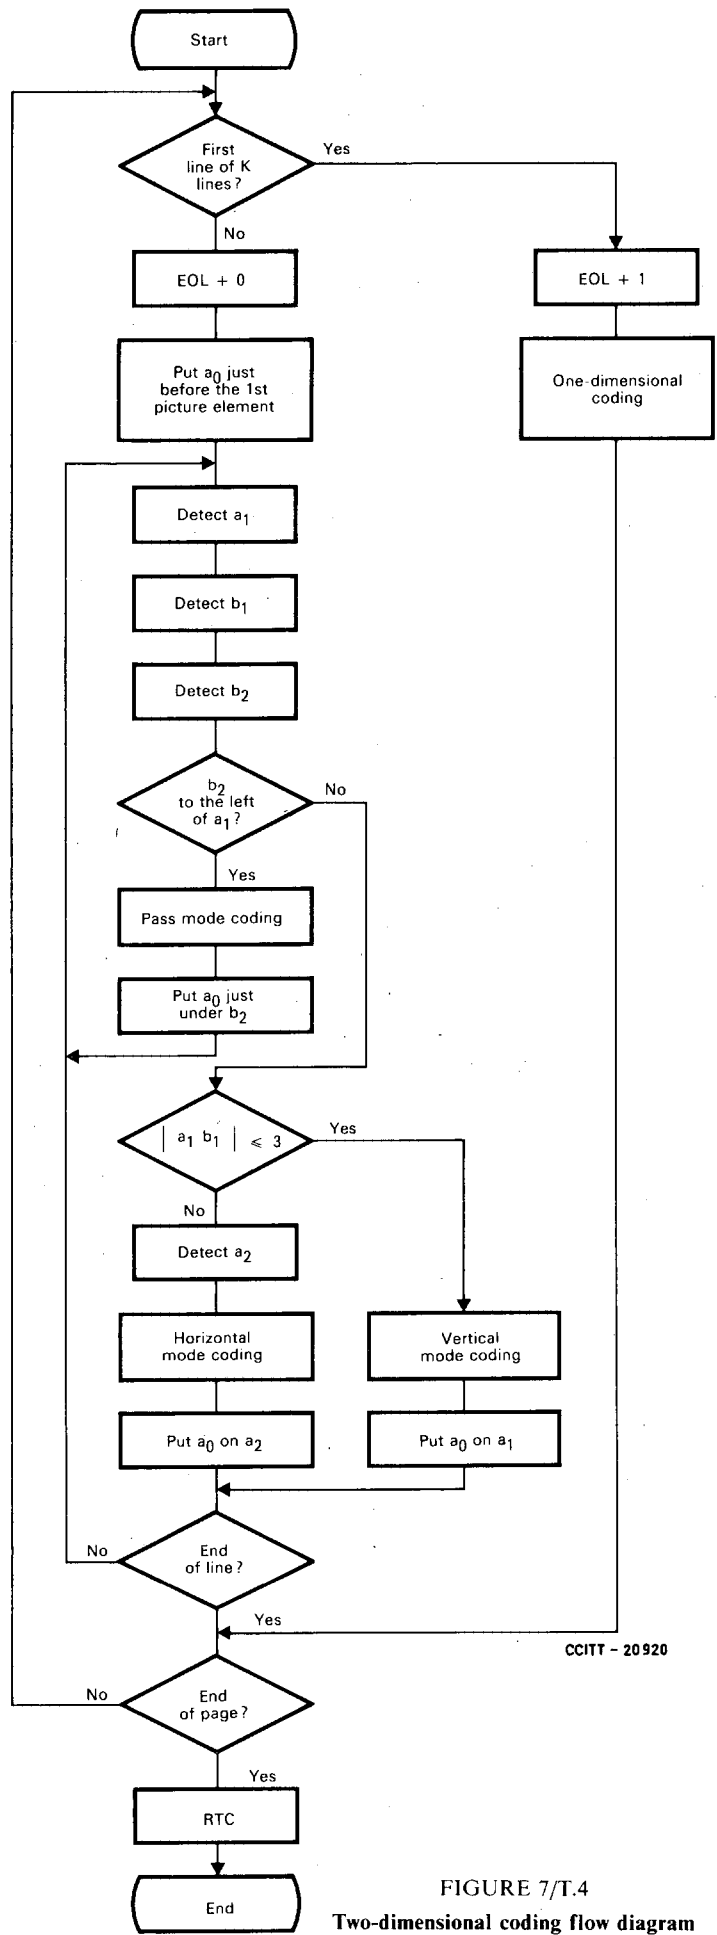 Start
First
line of K
lines?
Yes
No
EOL + 0
EOL + 1
Put a0 just
before the 1st
picture element
One-dimensional
coding
Detect a1
Detect b1
Detect b2
b2
to the left
of a1?
No
Yes
Pass mode coding
Put a0 just
under b2
| a1 b1 | ⩽ 3
Yes
No
Detect a2
Horizontal
mode coding
Vertical
mode coding
Put a0 on a2
Put a0 on a1
End
of line?
No
Yes
CCITT – 20920
End
of page?
No
Yes
RTC
End
FIGURE 7/T.4
Two-dimensional coding flow diagram